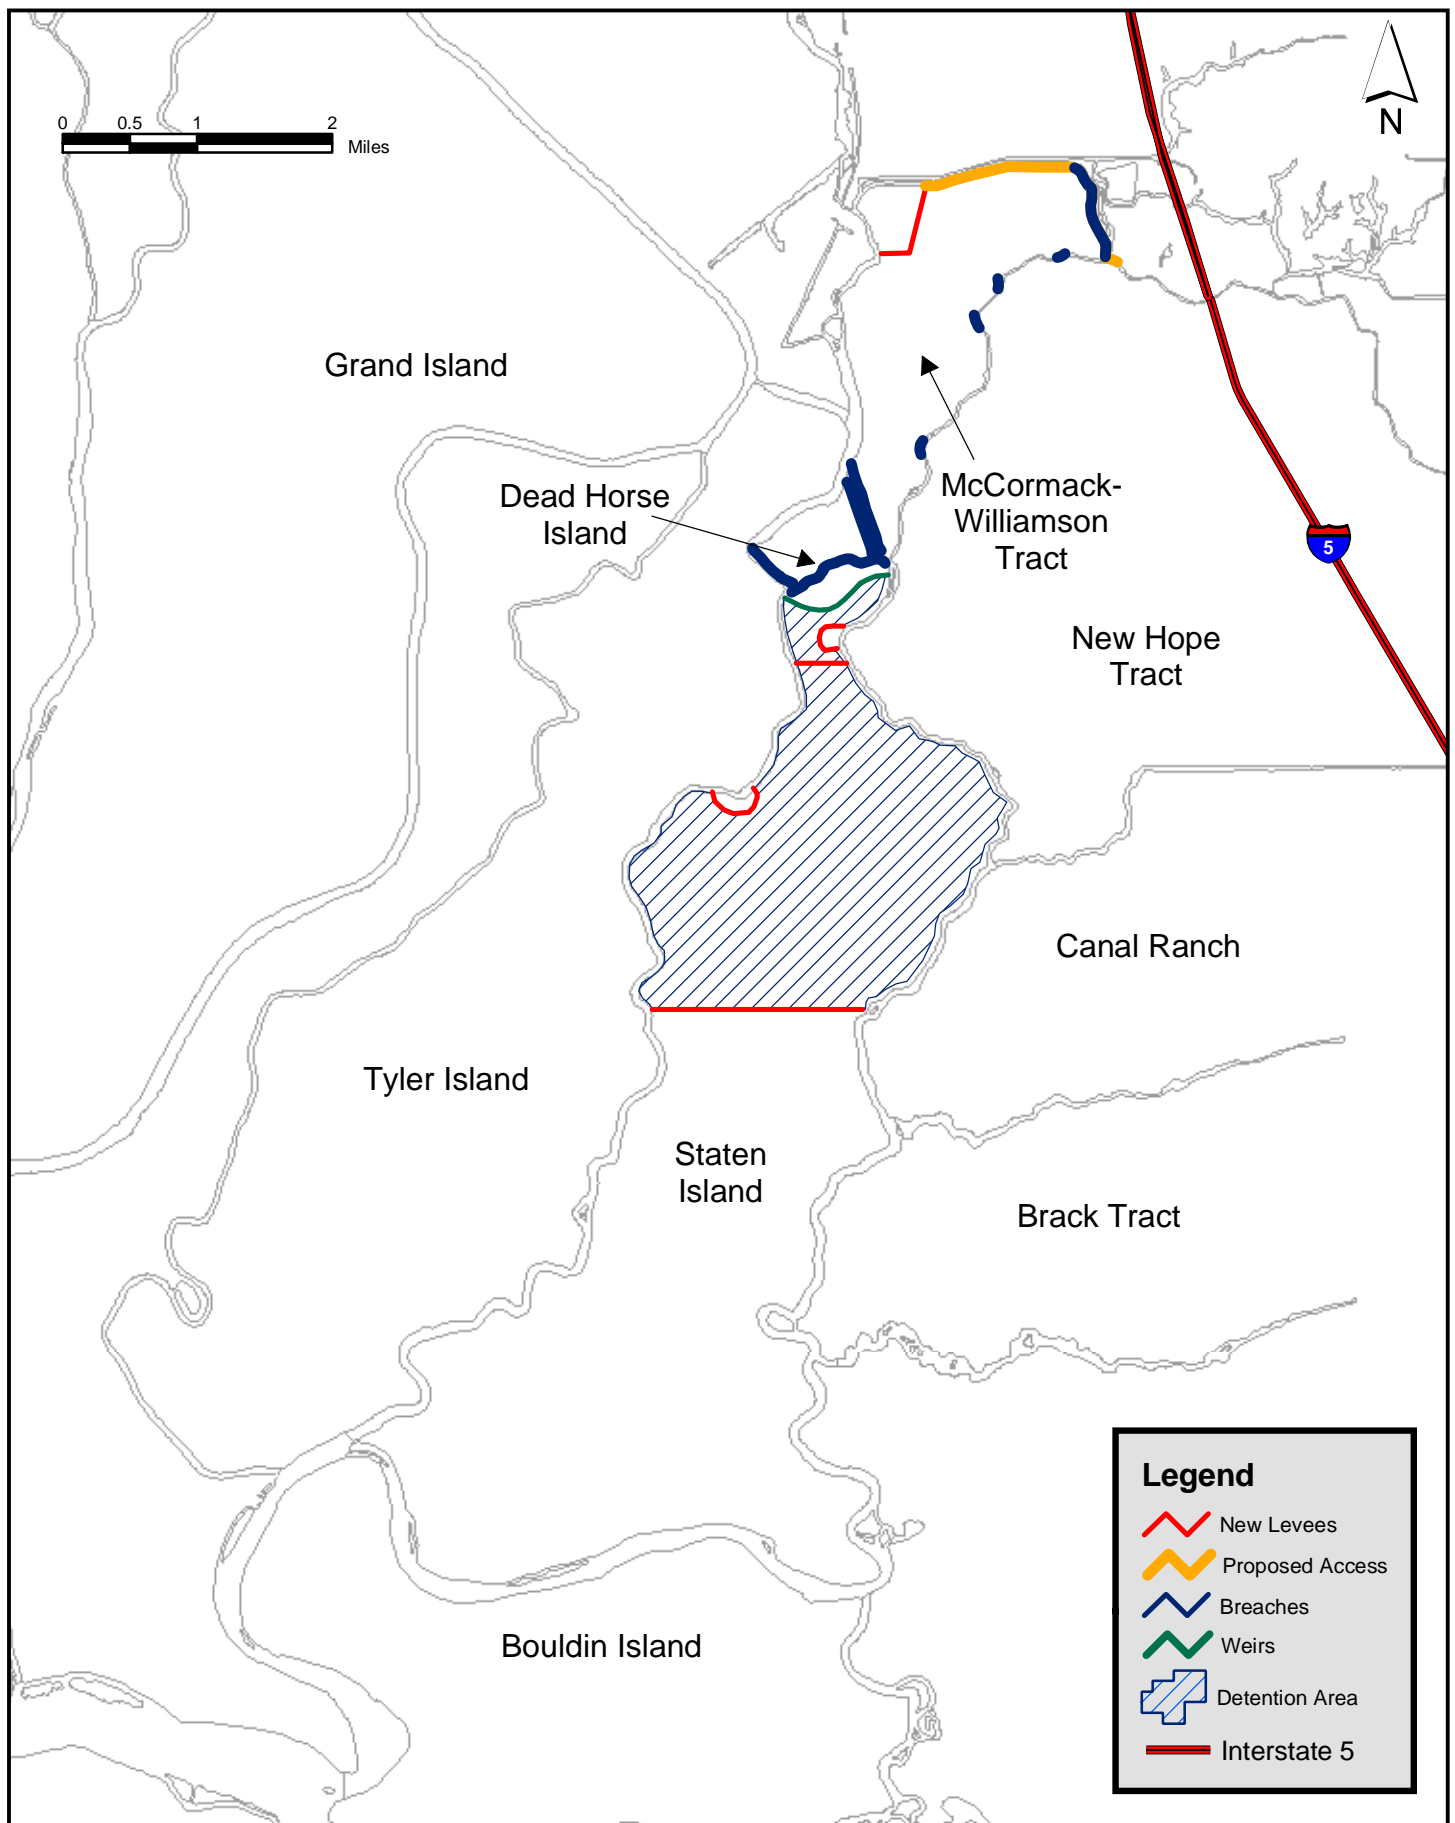 0 0.5 1 2
Miles
N
Grand Island
Dead Horse
Island
McCormack-
Williamson
Tract
5
New Hope
Tract
Canal Ranch
Tyler Island
Staten
Island
Brack Tract
Bouldin Island
Legend
New Levees
Proposed Access
Breaches
Weirs
Detention Area
Interstate 5